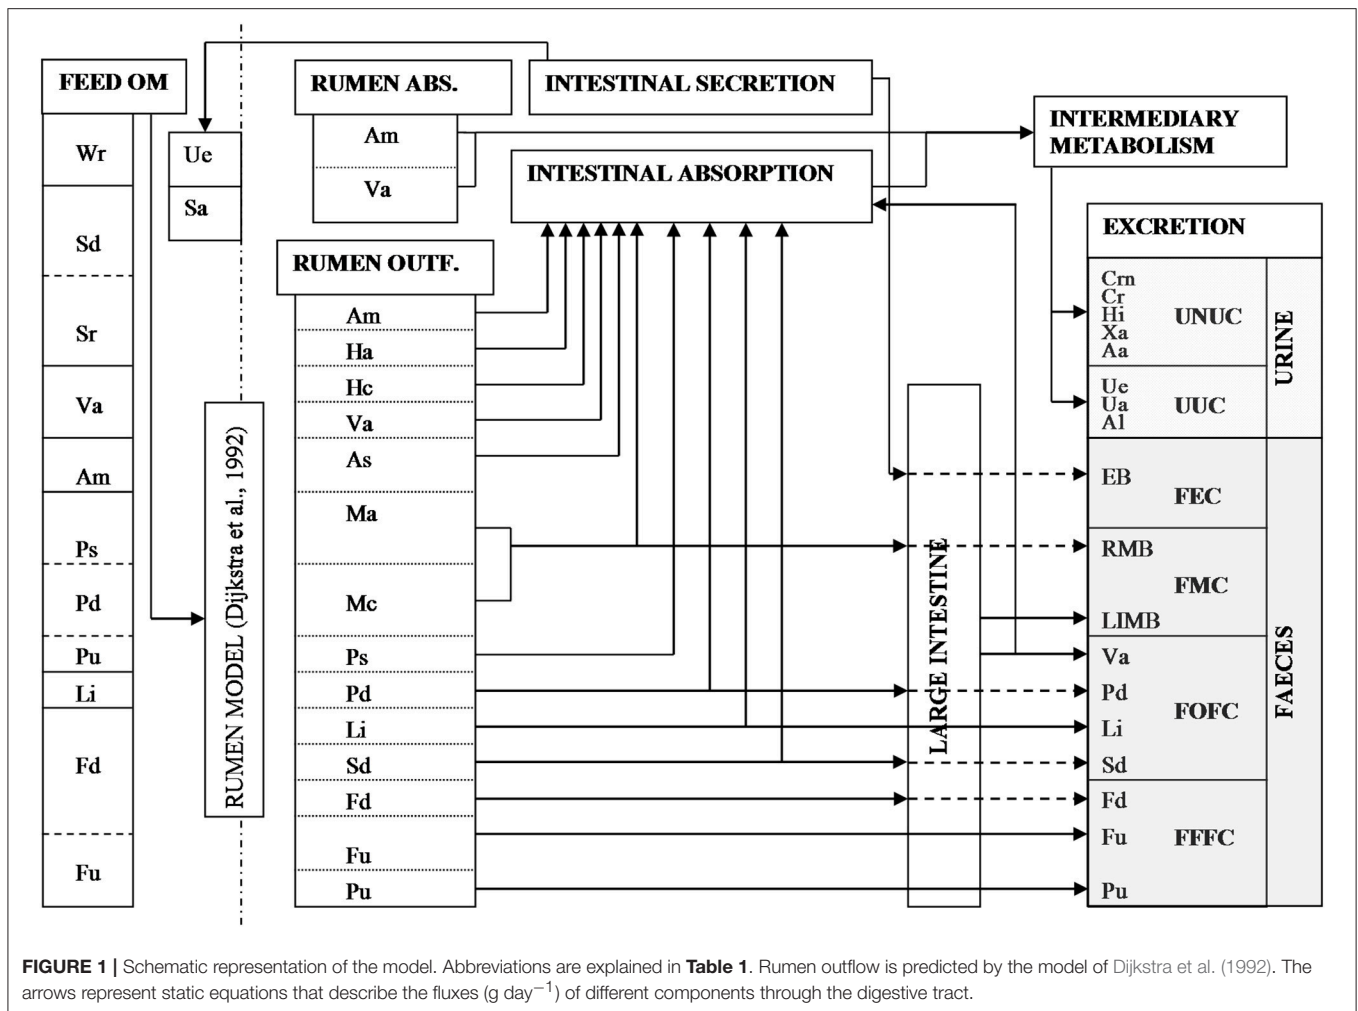 FEED OM
Wr
Sd
Sr
Va
Am
Ps
Pd
Pu
Li
Fd
Fu
Ue
Sa
RUMEN MODEL (Dijkstra et al., 1992)
RUMEN ABS.
Am
Va
INTESTINAL SECRETION
INTESTINAL ABSORPTION
INTERMEDIARY
METABOLISM
RUMEN OUTF.
Am
Ha
Hc
Va
As
Ma
Mc
Ps
Pd
Li
Sd
Fd
Fu
Pu
LARGE INTESTINE
EXCRETION
Crn
Cr
Hi
Xa
Aa
UNUC
Ue
Ua
Al
UUC
URINE
EB
FEC
RMB
FMC
LIMB
Va
Pd
FOFC
Li
Sd
Fd
Fu
FFFC
Pu
FAECES
FIGURE 1 | Schematic representation of the model. Abbreviations are explained in Table 1. Rumen outflow is predicted by the model of Dijkstra et al. (1992). The
arrows represent static equations that describe the fluxes (g day−1) of different components through the digestive tract.